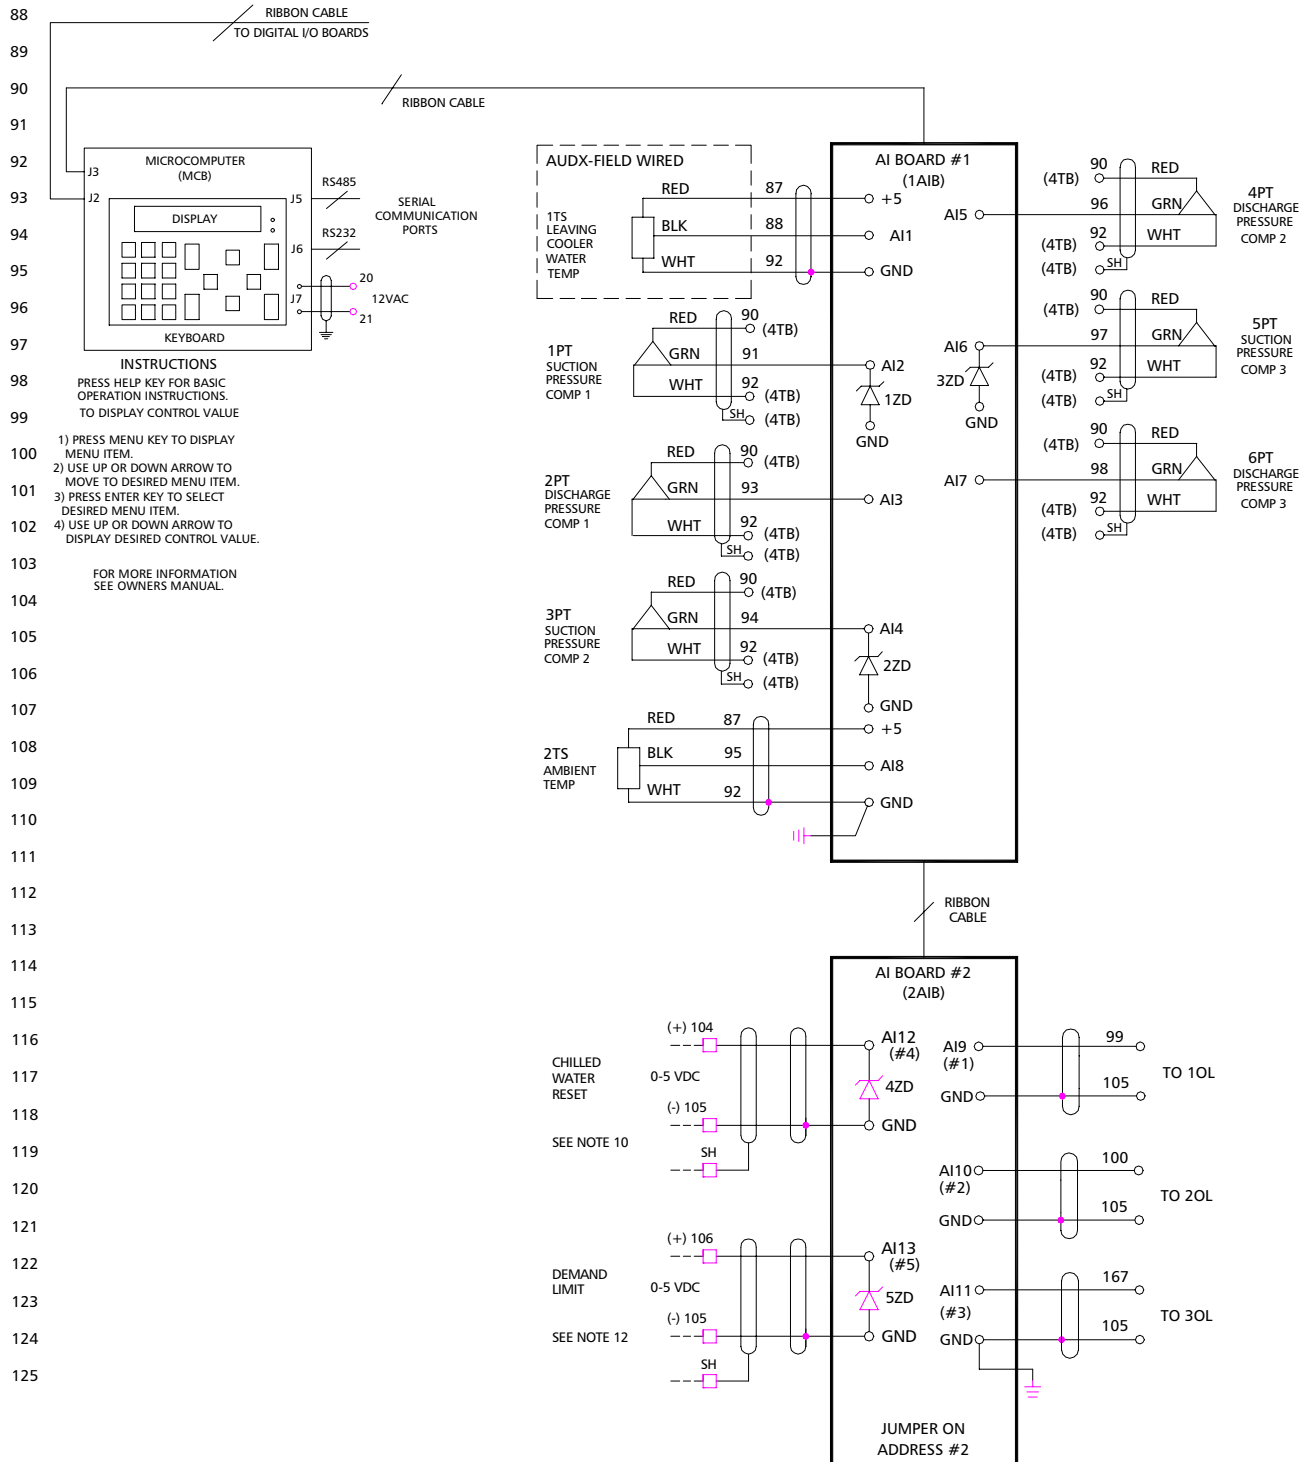 88
89
90
91
92
93
94
95
96
97
98
99
100
101
102
103
104
105
106
107
108
109
110
111
112
113
114
115
116
117
118
119
120
121
122
123
124
125
RIBBON CABLE
TO DIGITAL I/O BOARDS
RIBBON CABLE
MICROCOMPUTER
(MCB)
J3
J2
J5
J6
J7
DISPLAY
KEYBOARD
RS485
RS232
SERIAL
COMMUNICATION
PORTS
20
12VAC
21
INSTRUCTIONS
PRESS HELP KEY FOR BASIC
OPERATION INSTRUCTIONS.
TO DISPLAY CONTROL VALUE
1) PRESS MENU KEY TO DISPLAY
MENU ITEM.
2) USE UP OR DOWN ARROW TO
MOVE TO DESIRED MENU ITEM.
3) PRESS ENTER KEY TO SELECT
DESIRED MENU ITEM.
4) USE UP OR DOWN ARROW TO
DISPLAY DESIRED CONTROL VALUE.
FOR MORE INFORMATION
SEE OWNERS MANUAL.
AUDX-FIELD WIRED
1TS
LEAVING
COOLER
WATER
TEMP
RED 87
BLK 88
WHT 92
1PT
SUCTION
PRESSURE
COMP 1
RED 90 (4TB)
GRN 91
WHT 92 (4TB)
SH (4TB)
2PT
DISCHARGE
PRESSURE
COMP 1
RED 90 (4TB)
GRN 93
WHT 92 (4TB)
SH (4TB)
3PT
SUCTION
PRESSURE
COMP 2
RED 90 (4TB)
GRN 94
WHT 92 (4TB)
SH (4TB)
2TS
AMBIENT
TEMP
RED 87
BLK 95
WHT 92
AI BOARD #1
(1AIB)
+5
AI1
GND
AI2
1ZD
GND
AI3
AI4
2ZD
GND
+5
AI8
GND
AI5
AI6
3ZD
GND
AI7
(4TB) 90 RED
96 GRN
(4TB) 92 WHT
(4TB) SH
4PT
DISCHARGE
PRESSURE
COMP 2
(4TB) 90 RED
97 GRN
(4TB) 92 WHT
(4TB) SH
5PT
SUCTION
PRESSURE
COMP 3
(4TB) 90 RED
98 GRN
(4TB) 92 WHT
(4TB) SH
6PT
DISCHARGE
PRESSURE
COMP 3
RIBBON
CABLE
AI BOARD #2
(2AIB)
CHILLED
WATER
RESET
SEE NOTE 10
(+) 104
0-5 VDC
(-) 105
SH
AI12
(#4)
4ZD
GND
DEMAND
LIMIT
SEE NOTE 12
(+) 106
0-5 VDC
(-) 105
SH
AI13
(#5)
5ZD
GND
AI9
(#1)
GND
99
105
TO 1OL
AI10
(#2)
GND
100
105
TO 2OL
AI11
(#3)
GND
167
105
TO 3OL
JUMPER ON
ADDRESS #2